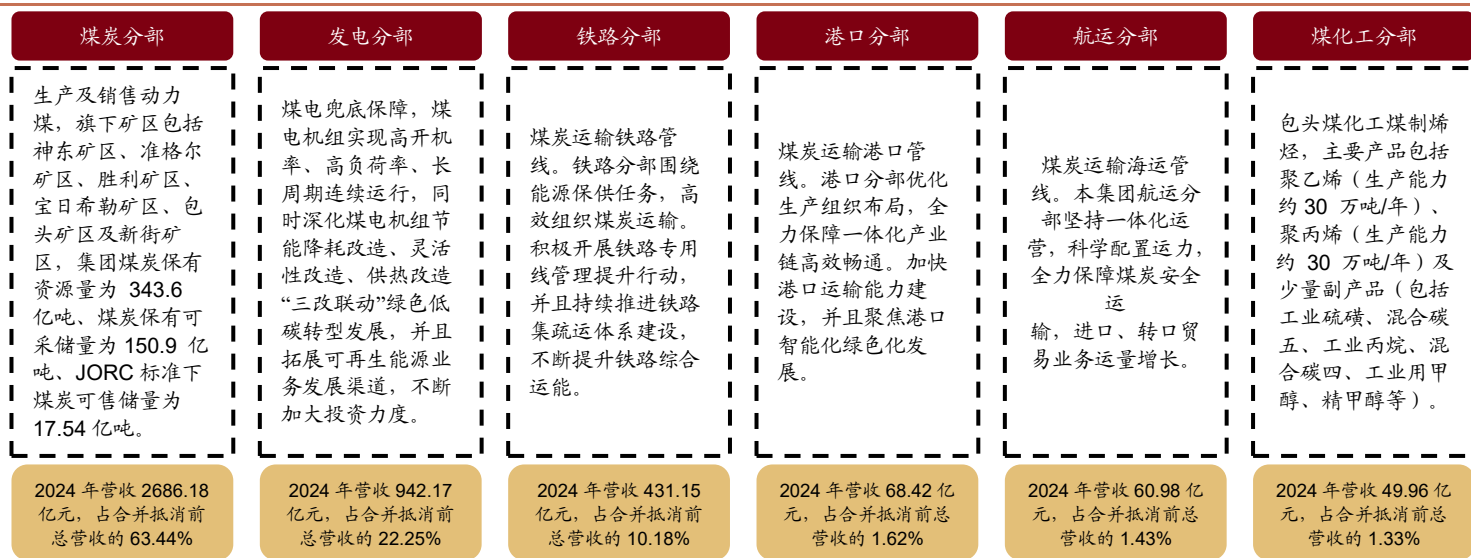 煤炭分部
生产及销售动力
煤，旗下矿区包括
神东矿区、准格尔
矿区、胜利矿区、
宝日希勒矿区、包
头矿区及新街矿
区，集团煤炭保有
资源量为 343.6
亿吨、煤炭保有可
采储量为 150.9 亿
吨、JORC 标准下
煤炭可售储量为
17.54 亿吨。
2024 年营收 2686.18
亿元，占合并抵消前
总营收的 63.44%
发电分部
煤电兜底保障，煤
电机组实现高开机
率、高负荷率、长
周期连续运行，同
时深化煤电机组节
能降耗改造、灵活
性改造、供热改造
“三改联动”绿色低
碳转型发展，并且
拓展可再生能源业
务发展渠道，不断
加大投资力度。
2024 年营收 942.17
亿元，占合并抵消前
总营收的 22.25%
铁路分部
煤炭运输铁路管
线。铁路分部围绕
能源保供任务，高
效组织煤炭运输。
积极开展铁路专用
线管理提升行动，
并且持续推进铁路
集疏运体系建设，
不断提升铁路综合
运能。
2024 年营收 431.15
亿元，占合并抵消前
总营收的 10.18%
港口分部
煤炭运输港口管
线。港口分部优化
生产组织布局，全
力保障一体化产业
链高效畅通。加快
港口运输能力建
设，并且聚焦港口
智能化绿色化发
展。
2024 年营收 68.42 亿
元，占合并抵消前总
营收的 1.62%
航运分部
煤炭运输海运管
线。本集团航运分
部坚持一体化运
营，科学配置运力，
全力保障煤炭安全
运
输，进口、转口贸
易业务运量增长。
2024 年营收 60.98 亿
元，占合并抵消前总
营收的 1.43%
煤化工分部
包头煤化工煤制烯
烃，主要产品包括
聚乙烯（生产能力
约 30 万吨/年）、
聚丙烯（生产能力
约 30 万吨/年）及
少量副产品（包括
工业硫磺、混合碳
五、工业丙烷、混
合碳四、工业用甲
醇、精甲醇等）。
2024 年营收 49.96 亿
元，占合并抵消前总
营收的 1.33%